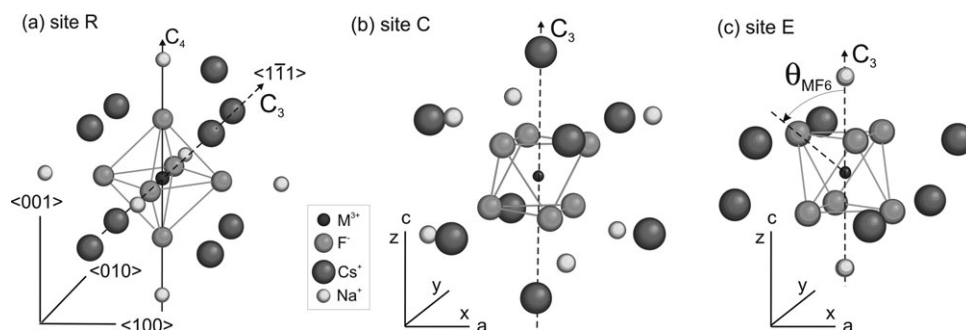 (a) site R
C₄
<11̅1>
C₃
<001>
<010>
<100>
M³⁺
F⁻
Cs⁺
Na⁺
(b) site C
C₃
c
z
y
x
a
(c) site E
C₃
θMF6
c
z
y
x
a